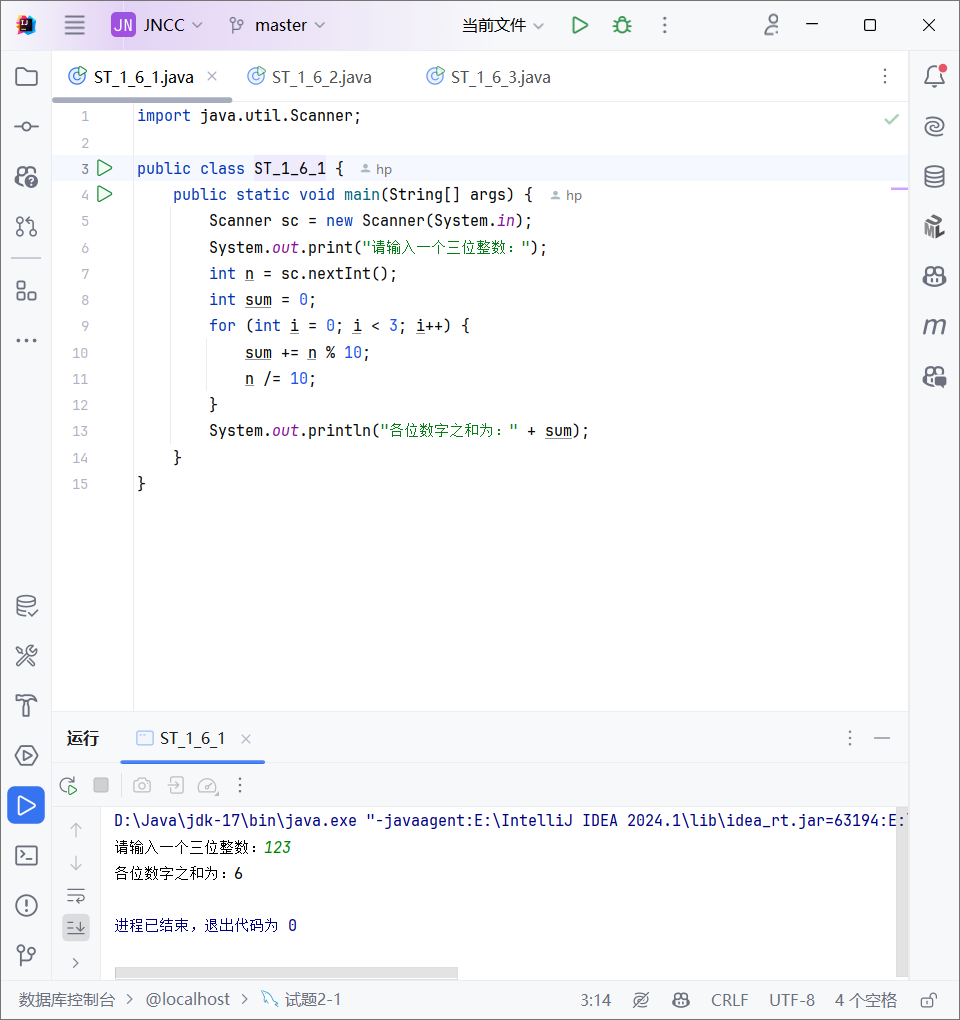 JN JNCC master 当前文件
ST_1_6_1.java ST_1_6_2.java ST_1_6_3.java
1 import java.util.Scanner;
2
3 public class ST_1_6_1 { hp
4 public static void main(String[] args) { hp
5 Scanner sc = new Scanner(System.in);
6 System.out.print("请输入一个三位整数：");
7 int n = sc.nextInt();
8 int sum = 0;
9 for (int i = 0; i < 3; i++) {
10 sum += n % 10;
11 n /= 10;
12 }
13 System.out.println("各位数字之和为：" + sum);
14 }
15 }
运行 ST_1_6_1
D:\Java\jdk-17\bin\java.exe "-javaagent:E:\IntelliJ IDEA 2024.1\lib\idea_rt.jar=63194:E:
请输入一个三位整数：123
各位数字之和为：6
进程已结束，退出代码为 0
数据库控制台 > @localhost > 试题2-1 3:14 CRLF UTF-8 4 个空格